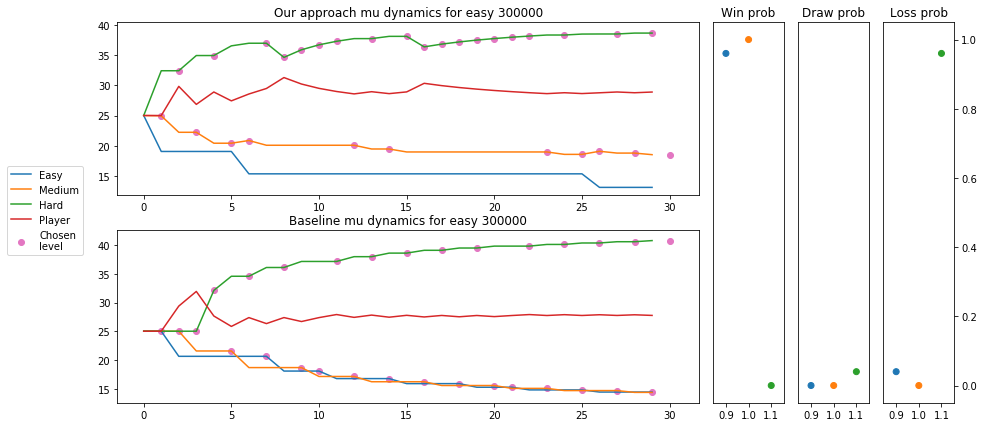 Our approach mu dynamics for easy 300000
40
35
30
25
20
15
0
5
10
15
20
25
30
Baseline mu dynamics for easy 300000
40
35
30
25
20
15
0
5
10
15
20
25
30
Easy
Medium
Hard
Player
Chosen
level
Win prob
0.9 1.0 1.1
Draw prob
0.9 1.0 1.1
Loss prob
0.9 1.0 1.1
1.0
0.8
0.6
0.4
0.2
0.0